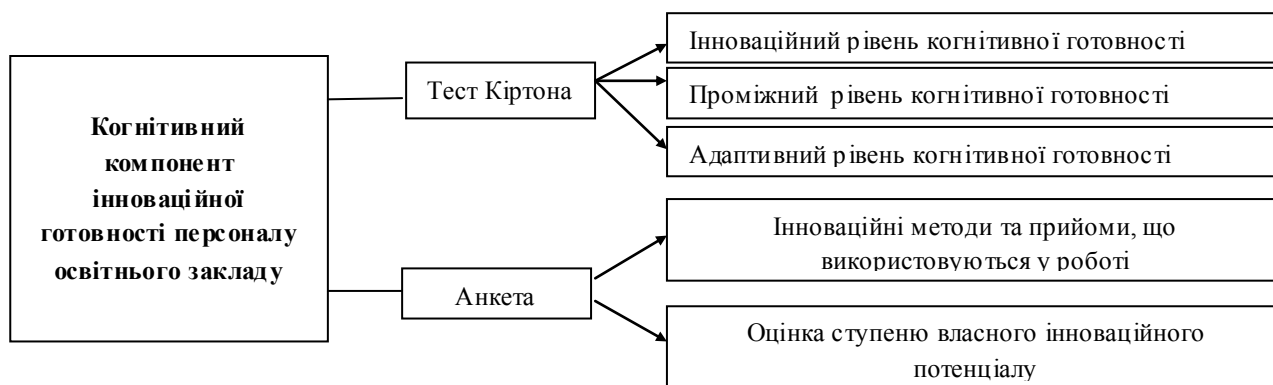 Когнітивний
компонент
інноваційної
готовності персоналу
освітнього закладу
Тест Кіртона
Інноваційний рівень когнітивної готовності
Проміжний рівень когнітивної готовності
Адаптивний рівень когнітивної готовності
Анкета
Інноваційні методи та прийоми, що
використовуються у роботі
Оцінка ступеню власного інноваційного
потенціалу